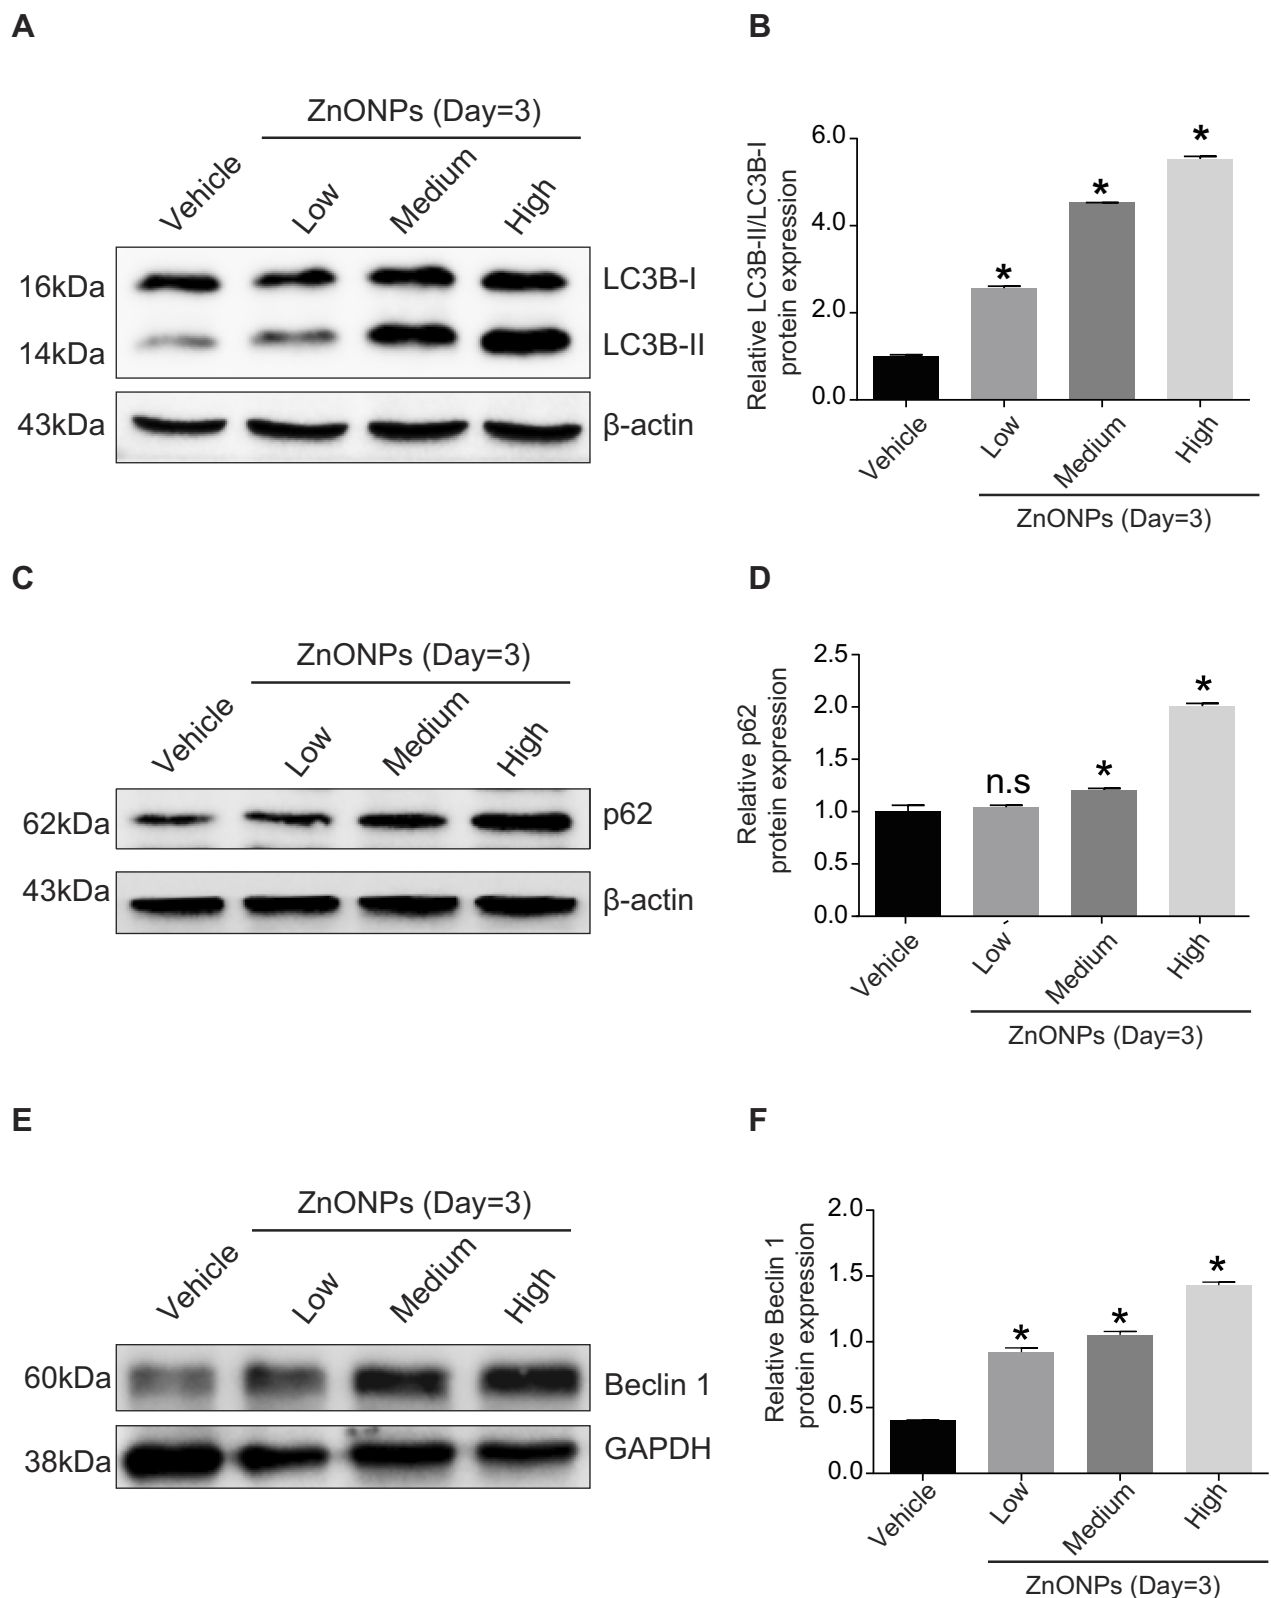 A
ZnONPs (Day=3)
Vehicle
Low
Medium
High
16kDa
LC3B-I
14kDa
LC3B-II
43kDa
β-actin
B
Relative LC3B-II/LC3B-I
protein expression
6.0
4.0
2.0
0.0
*
*
*
Vehicle
Low
Medium
High
ZnONPs (Day=3)
C
ZnONPs (Day=3)
Vehicle
Low
Medium
High
62kDa
p62
43kDa
β-actin
D
Relative p62
protein expression
2.5
2.0
1.5
1.0
0.5
0.0
n.s
*
*
Vehicle
Low
Medium
High
ZnONPs (Day=3)
E
ZnONPs (Day=3)
Vehicle
Low
Medium
High
60kDa
Beclin 1
38kDa
GAPDH
F
Relative Beclin 1
protein expression
2.0
1.5
1.0
0.5
0.0
*
*
*
Vehicle
Low
Medium
High
ZnONPs (Day=3)